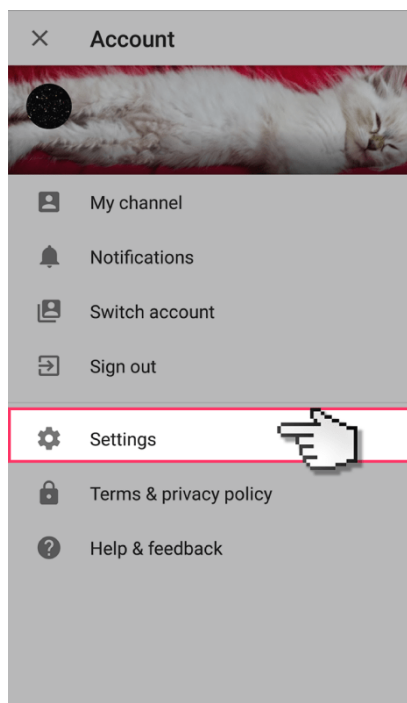 Account
My channel
Notifications
Switch account
Sign out
Settings
Terms & privacy policy
Help & feedback